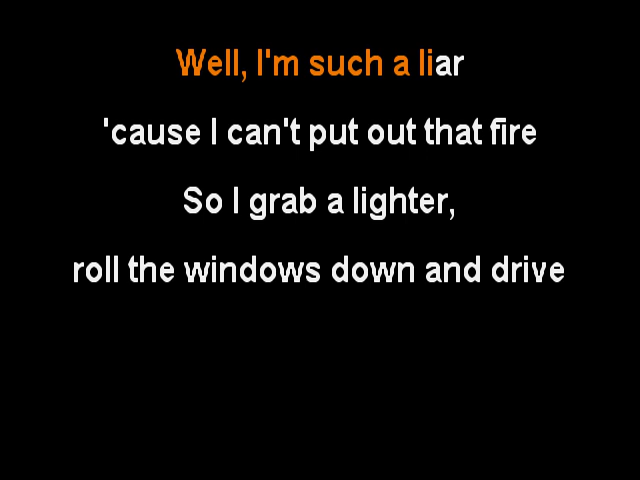 Well, I'm such a liar
'cause I can't put out that fire
So I grab a lighter,
roll the windows down and drive